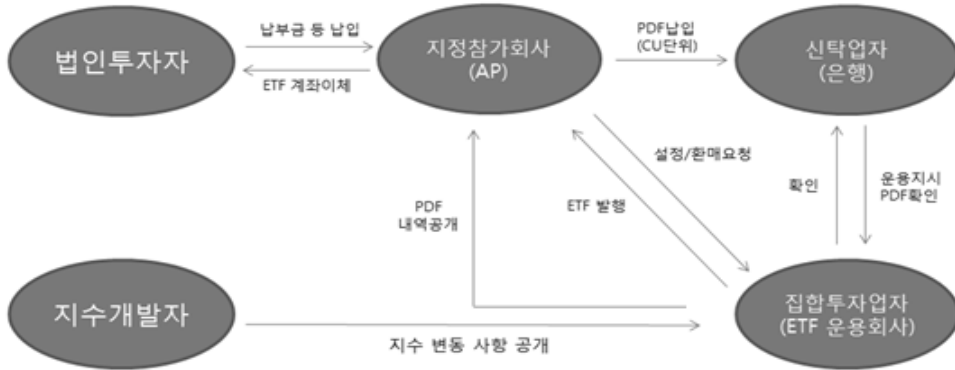 납부금 등 납입
법인투자자
ETF 계좌이체
지정참가회사
(AP)
PDF납입
(CU단위)
신탁업자
(은행)
설정/환매요청
ETF 발행
PDF
내역공개
확인
운용지시
PDF확인
지수개발자
지수 변동 사항 공개
집합투자업자
(ETF 운용회사)